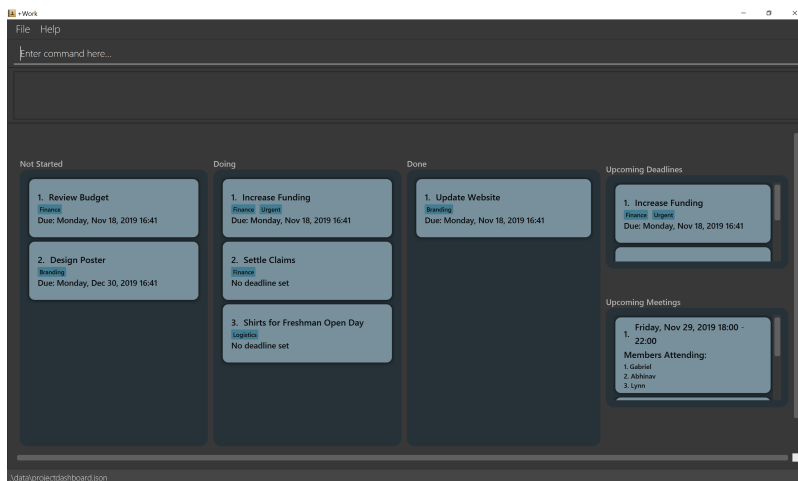 +Work
File Help
Enter command here...
Not Started
1. Review Budget
Finance
Due: Monday, Nov 18, 2019 16:41
2. Design Poster
Branding
Due: Monday, Dec 30, 2019 16:41
Doing
1. Increase Funding
Finance Urgent
Due: Monday, Nov 18, 2019 16:41
2. Settle Claims
Finance
No deadline set
3. Shirts for Freshman Open Day
Logistics
No deadline set
Done
1. Update Website
Branding
Due: Monday, Nov 18, 2019 16:41
Upcoming Deadlines
1. Increase Funding
Finance Urgent
Due: Monday, Nov 18, 2019 16:41
Upcoming Meetings
1. Friday, Nov 29, 2019 18:00 -
22:00
Members Attending:
1. Gabriel
2. Abhinav
3. Lynn
\data\projectdashboard.json